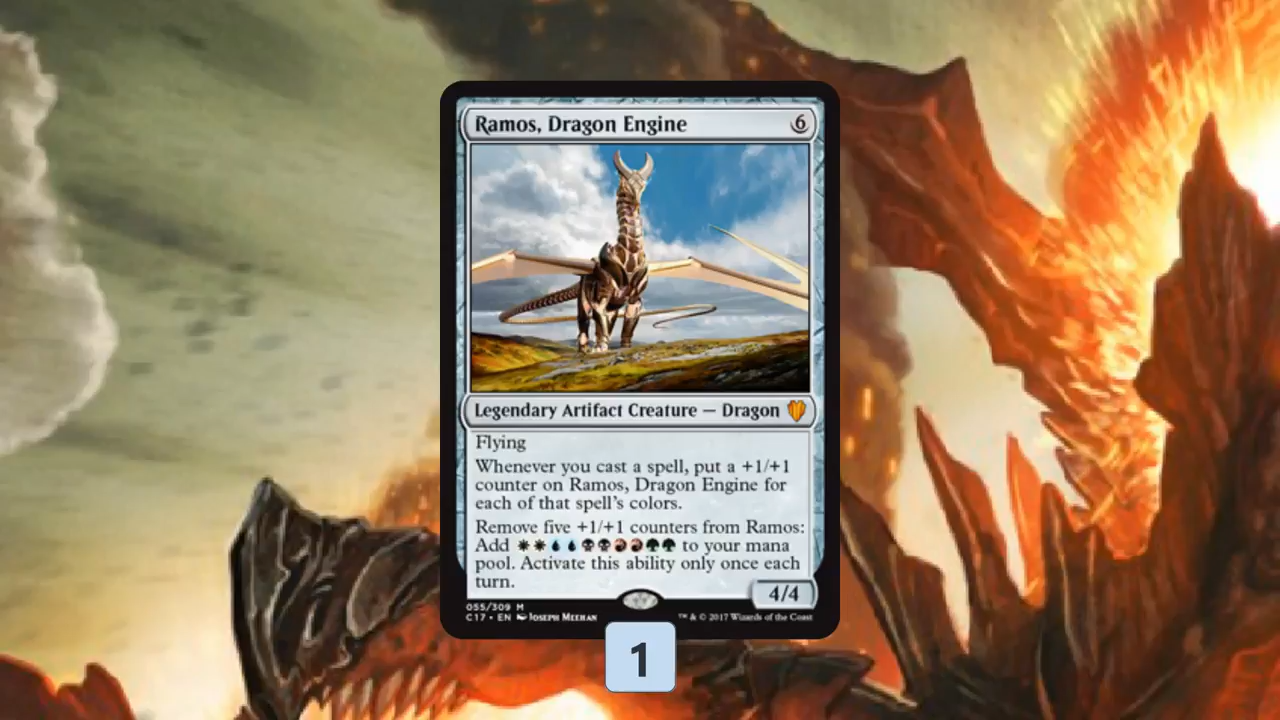 Ramos, Dragon Engine 6
Legendary Artifact Creature — Dragon
Flying
Whenever you cast a spell, put a +1/+1
counter on Ramos, Dragon Engine for
each of that spell's colors.
Remove five +1/+1 counters from Ramos:
Add to your mana
pool. Activate this ability only once each
turn.
4/4
055/309 M
C17 • EN Joseph Meehan ™ & © 2017 Wizards of the Coast
1